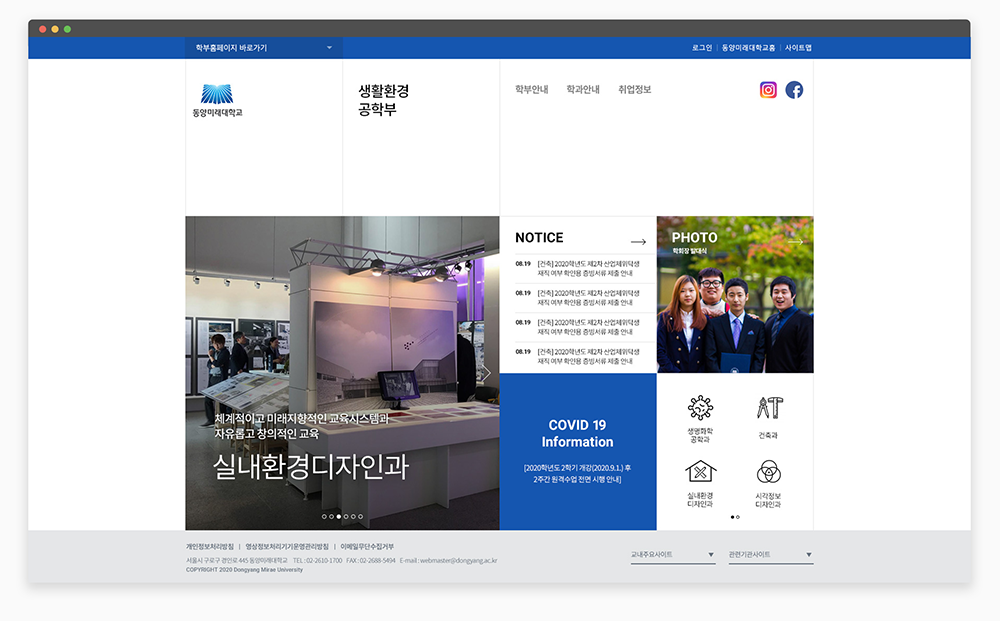 학부홈페이지 바로가기
로그인 | 동양미래대학교홈 | 사이트맵
동양미래대학교
생활환경
공학부
학부안내 학과안내 취업정보
체계적이고 미래지향적인 교육시스템과
자유롭고 창의적인 교육
실내환경디자인과
NOTICE
08.19 [건축] 2020학년도 제2차 산업체위탁생
재직 여부 확인용 증빙서류 제출 안내
08.19 [건축] 2020학년도 제2차 산업체위탁생
재직 여부 확인용 증빙서류 제출 안내
08.19 [건축] 2020학년도 제2차 산업체위탁생
재직 여부 확인용 증빙서류 제출 안내
08.19 [건축] 2020학년도 제2차 산업체위탁생
재직 여부 확인용 증빙서류 제출 안내
PHOTO
학회장 발대식
COVID 19
Information
[2020학년도 2학기 개강(2020.9.1.) 후
2주간 원격수업 전면 시행 안내]
생명화학
공학과
건축과
실내환경
디자인과
시각정보
디자인과
개인정보처리방침 | 영상정보처리기기운영관리방침 | 이메일무단수집거부
서울시 구로구 경인로 445 동양미래대학교 TEL : 02-2610-1700 FAX : 02-2688-5494 E-mail : webmaster@dongyang.ac.kr
COPYRIGHT 2020 Dongyang Mirae University
교내주요사이트 ▼
관련기관사이트 ▼